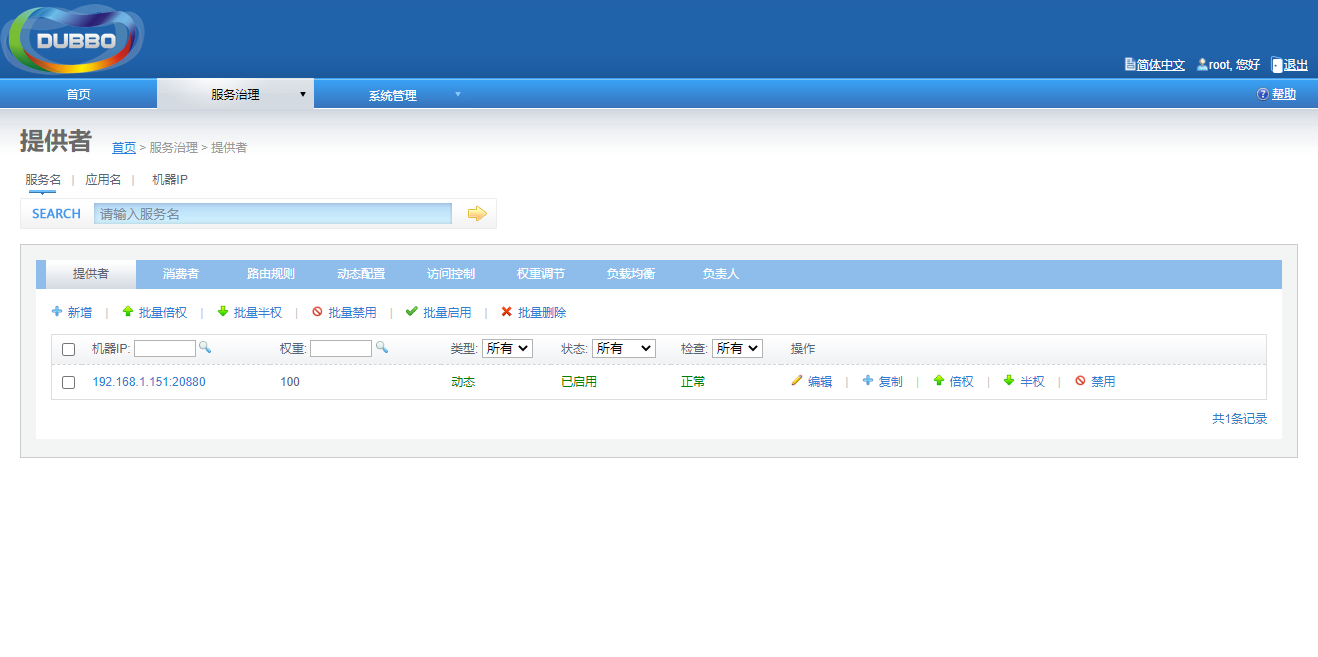 DUBBO
简体中文 root, 您好 退出
首页 服务治理 ▼ 系统管理 ▼ 帮助
提供者 首页 > 服务治理 > 提供者
服务名 | 应用名 | 机器IP
SEARCH 请输入服务名
提供者 消费者 路由规则 动态配置 访问控制 权重调节 负载均衡 负责人
新增 | 批量倍权 | 批量半权 | 批量禁用 | 批量启用 | 批量删除
机器IP: 权重: 类型: 所有 状态: 所有 检查: 所有 操作
192.168.1.151:20880 100 动态 已启用 正常 编辑 | 复制 | 倍权 | 半权 | 禁用
共1条记录